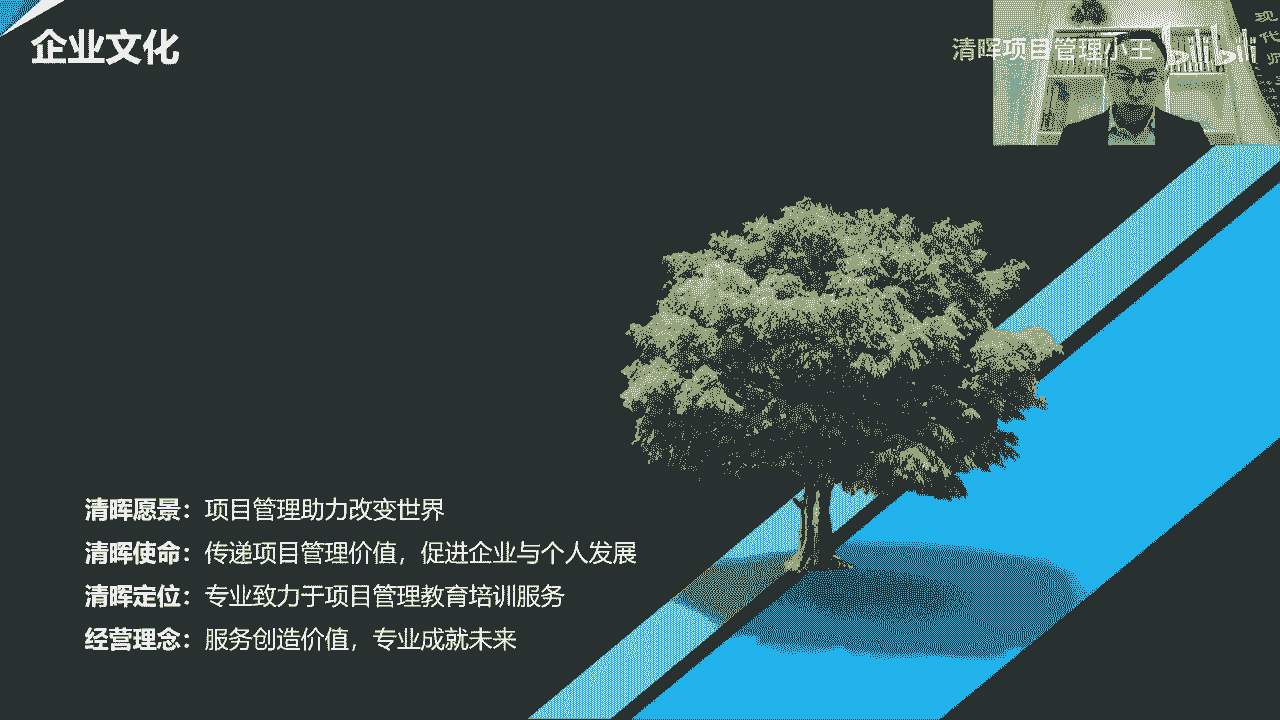 企业文化
清晖项目管理小王 bilibili
现
代
清晖愿景：项目管理助力改变世界
清晖使命：传递项目管理价值，促进企业与个人发展
清晖定位：专业致力于项目管理教育培训服务
经营理念：服务创造价值，专业成就未来